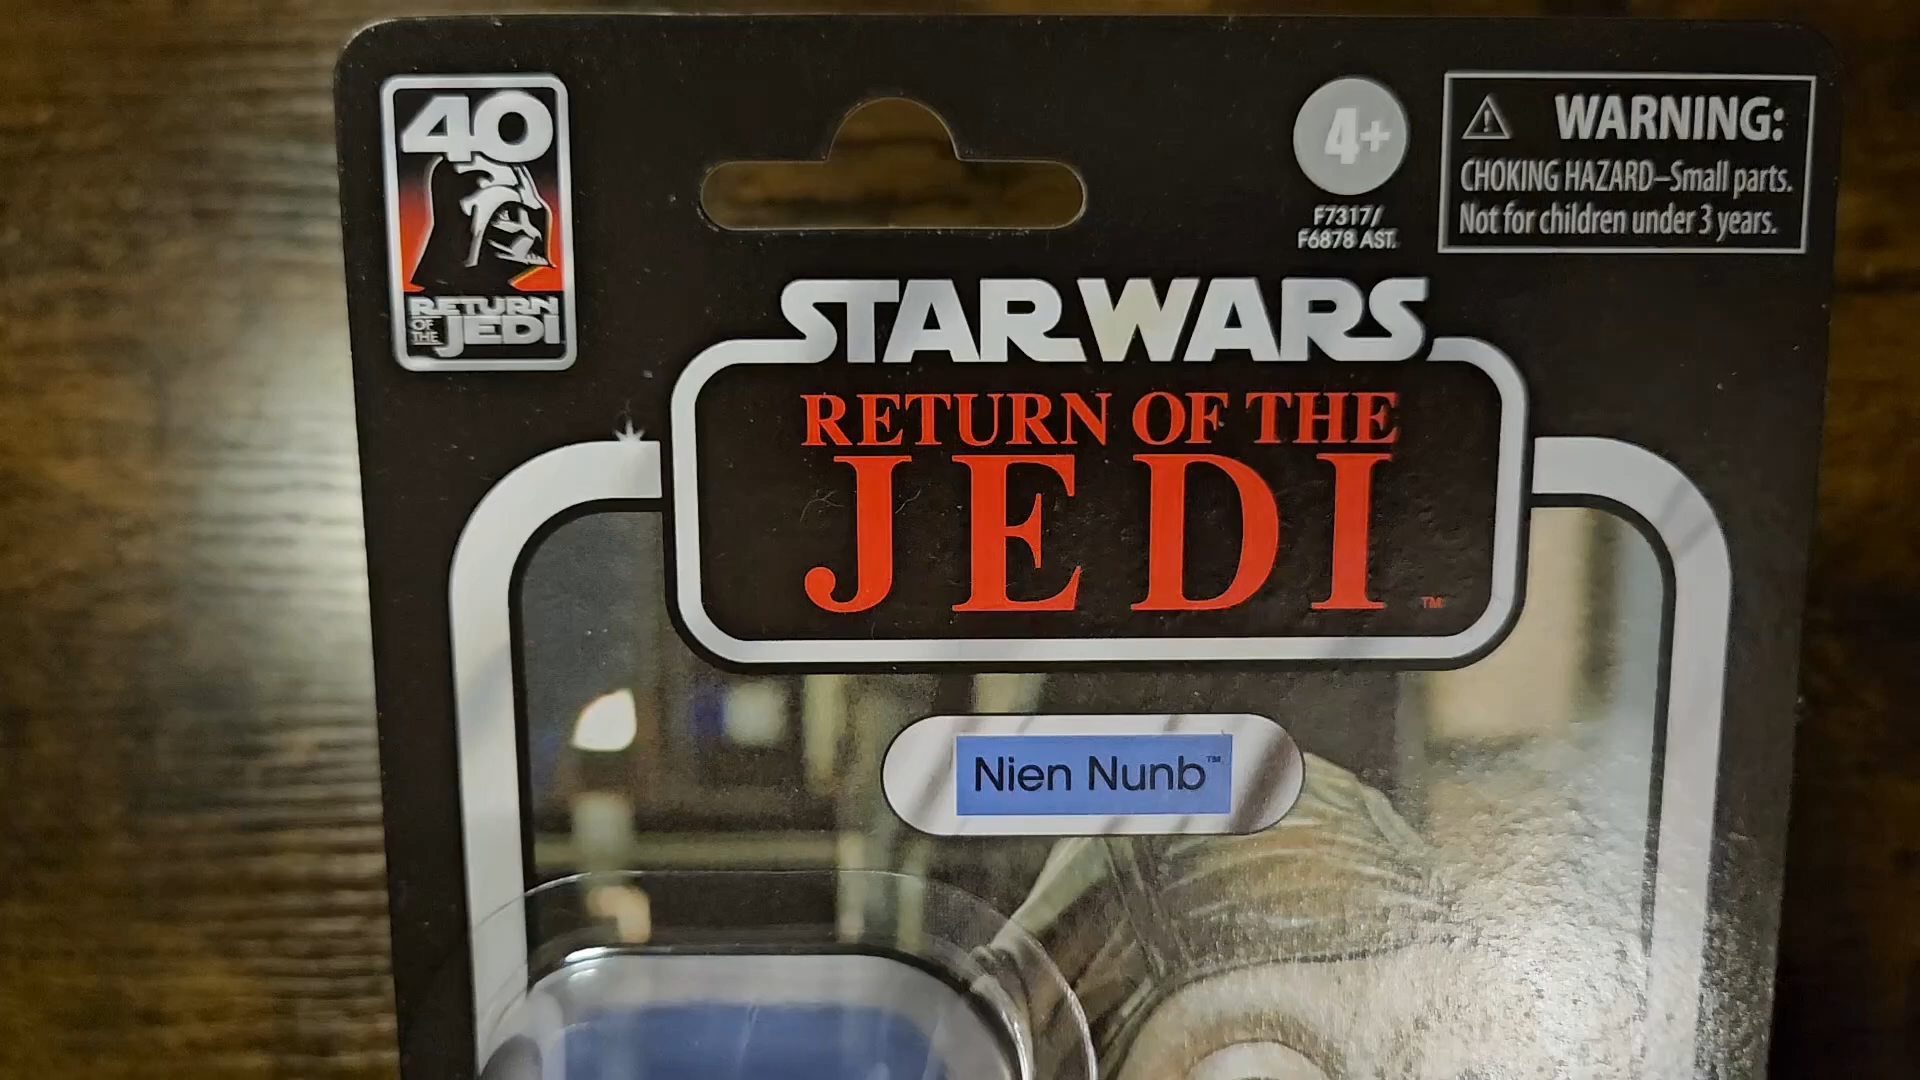 40
RETURN
OF THE
JEDI
4+
F7317/
F6878 AST.
WARNING:
CHOKING HAZARD–Small parts.
Not for children under 3 years.
STAR WARS
RETURN OF THE
JEDI ™
Nien Nunb™